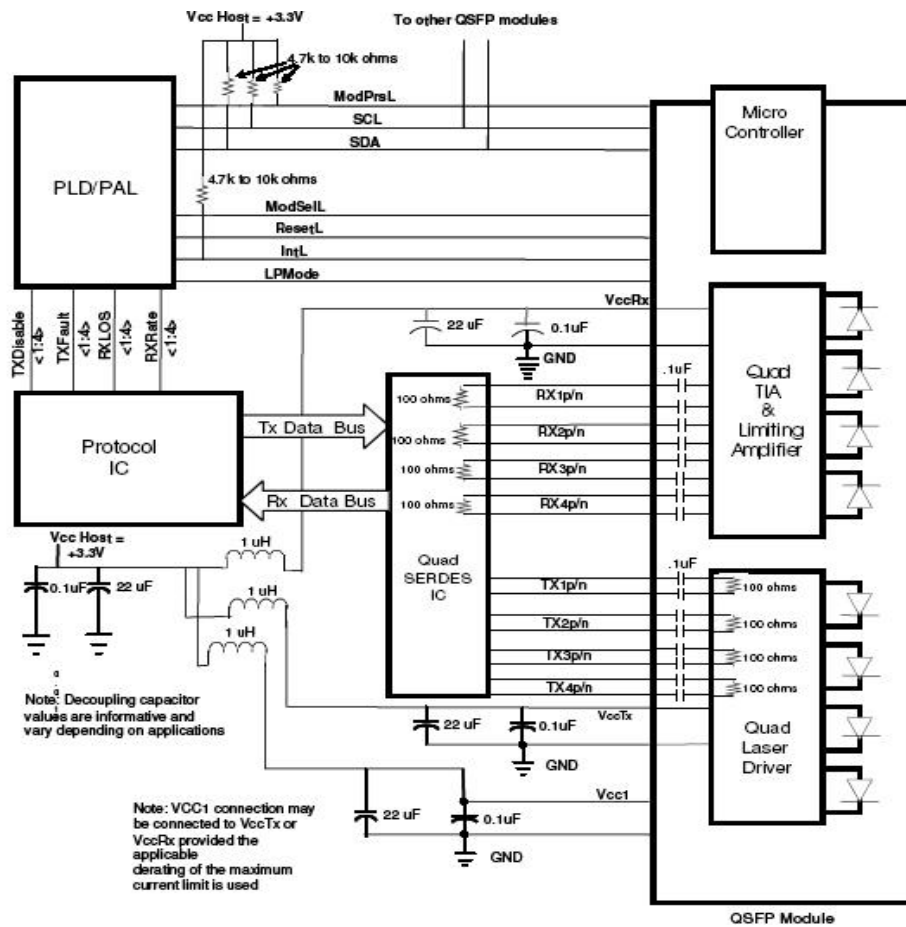 Vcc Host = +3.3V
To other QSFP modules
4.7k to 10k ohms
ModPrsL
SCL
SDA
Micro
Controller
PLD/PAL
4.7k to 10k ohms
ModSelL
ResetL
IntL
LPMode
TXDisable
<1:4>
TXFault
<1:4>
RXLOS
<1:4>
RXRate
<1:4>
VccRx
22 uF
0.1uF
GND
.1uF
Quad
TIA
&
Limiting
Amplifier
Protocol
IC
Tx Data Bus
Rx Data Bus
100 ohms
RX1p/n
100 ohms
RX2p/n
100 ohms
RX3p/n
100 ohms
RX4p/n
Quad
SERDES
IC
Vcc Host =
+3.3V
0.1uF
22 uF
1 uH
1 uH
1 uH
.1uF
TX1p/n
100 ohms
TX2p/n
100 ohms
TX3p/n
100 ohms
TX4p/n
100 ohms
Quad
Laser
Driver
Note: Decoupling capacitor
values are informative and
vary depending on applications
VccTx
22 uF
0.1uF
GND
Vcc1
22 uF
0.1uF
GND
Note: VCC1 connection may
be connected to VccTx or
VccRx provided the
applicable
derating of the maximum
current limit is used
QSFP Module